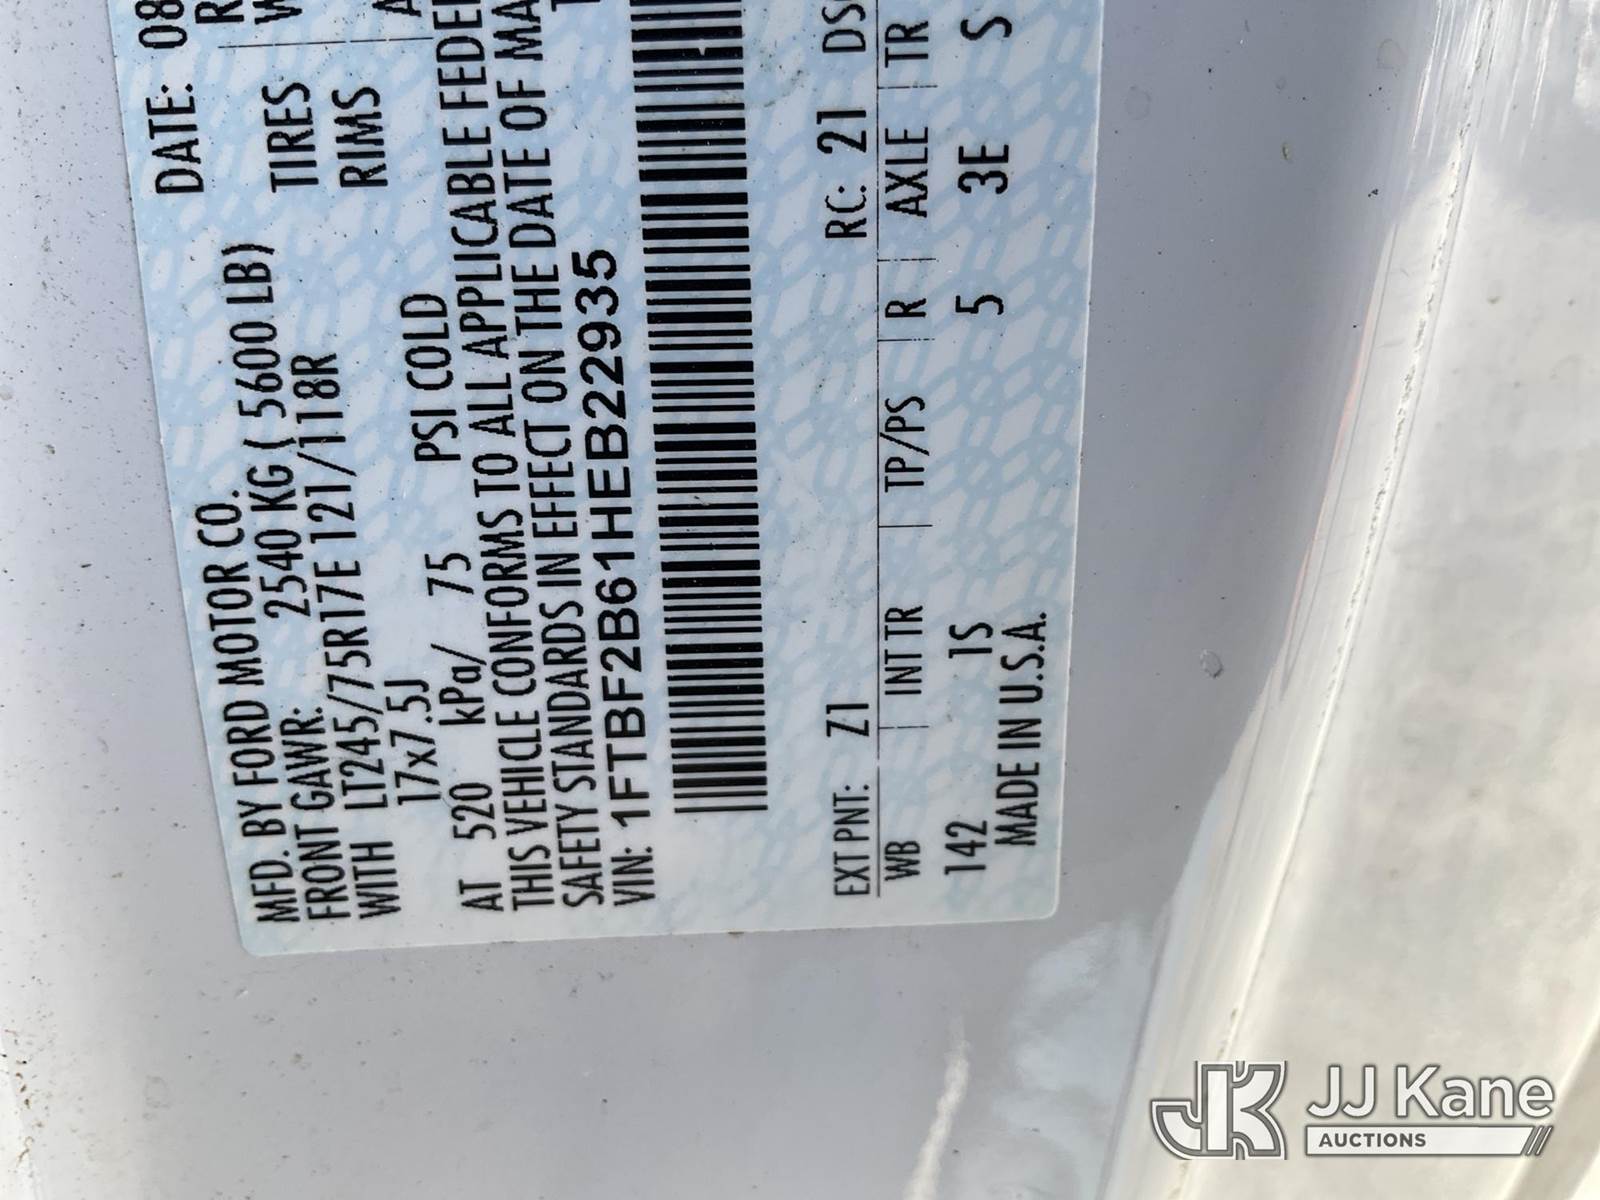 MFD. BY FORD MOTOR CO.
DATE: 08
FRONT GAWR: 2540 KG ( 5600 LB)
WITH LT245/75R17E 121/118R TIRES
17x7.5J RIMS
AT 520 kPa/ 75 PSI COLD
THIS VEHICLE CONFORMS TO ALL APPLICABLE FEDE
SAFETY STANDARDS IN EFFECT ON THE DATE OF MA
VIN: 1FTBF2B61HEB22935
EXT PNT: Z1 RC: 21
WB INT TR TP/PS R AXLE TR
142 1S 5 3E S
MADE IN U.S.A.
JJ Kane
AUCTIONS